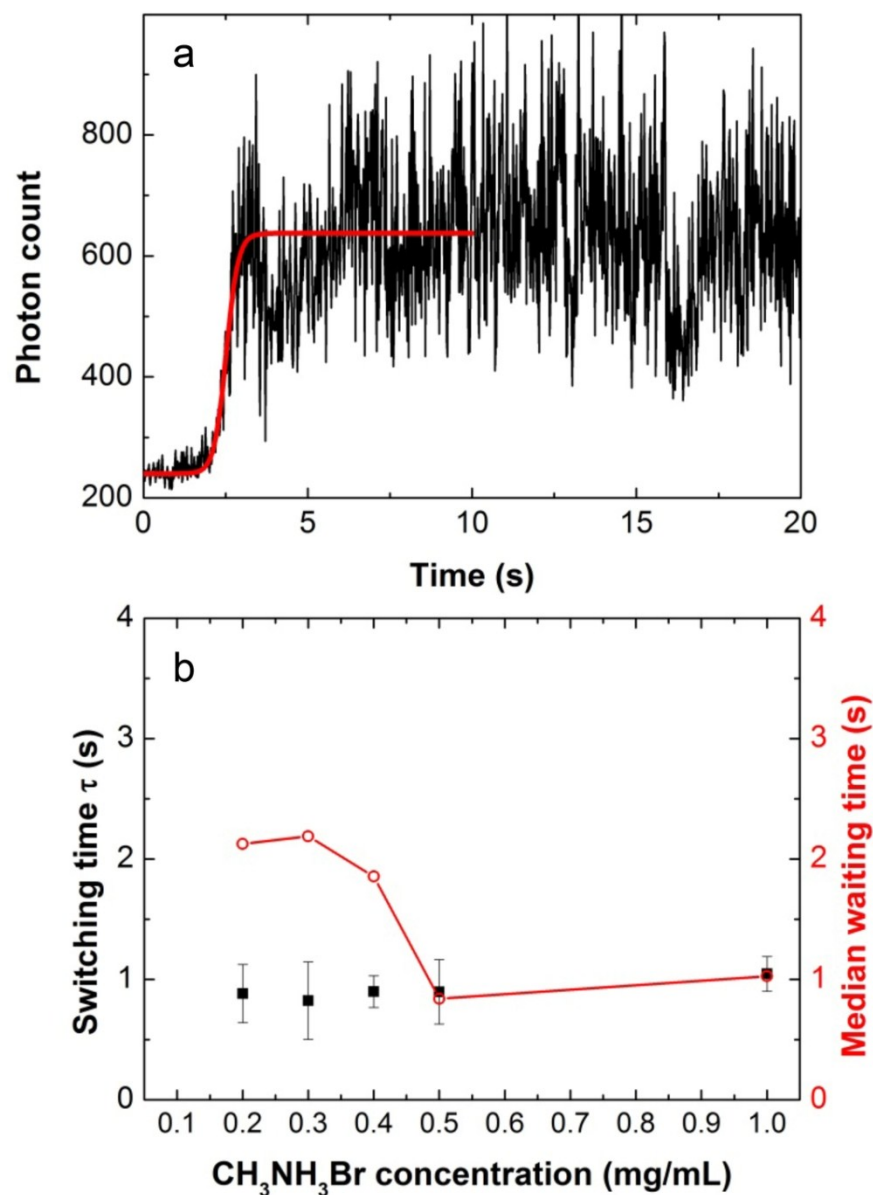 a
800
600
400
200
Photon count
0 5 10 15 20
Time (s)
b
4 4
3 3
2 2
1 1
0 0
Switching time τ (s)
Median waiting time (s)
0.1 0.2 0.3 0.4 0.5 0.6 0.7 0.8 0.9 1.0
CH₃NH₃Br concentration (mg/mL)